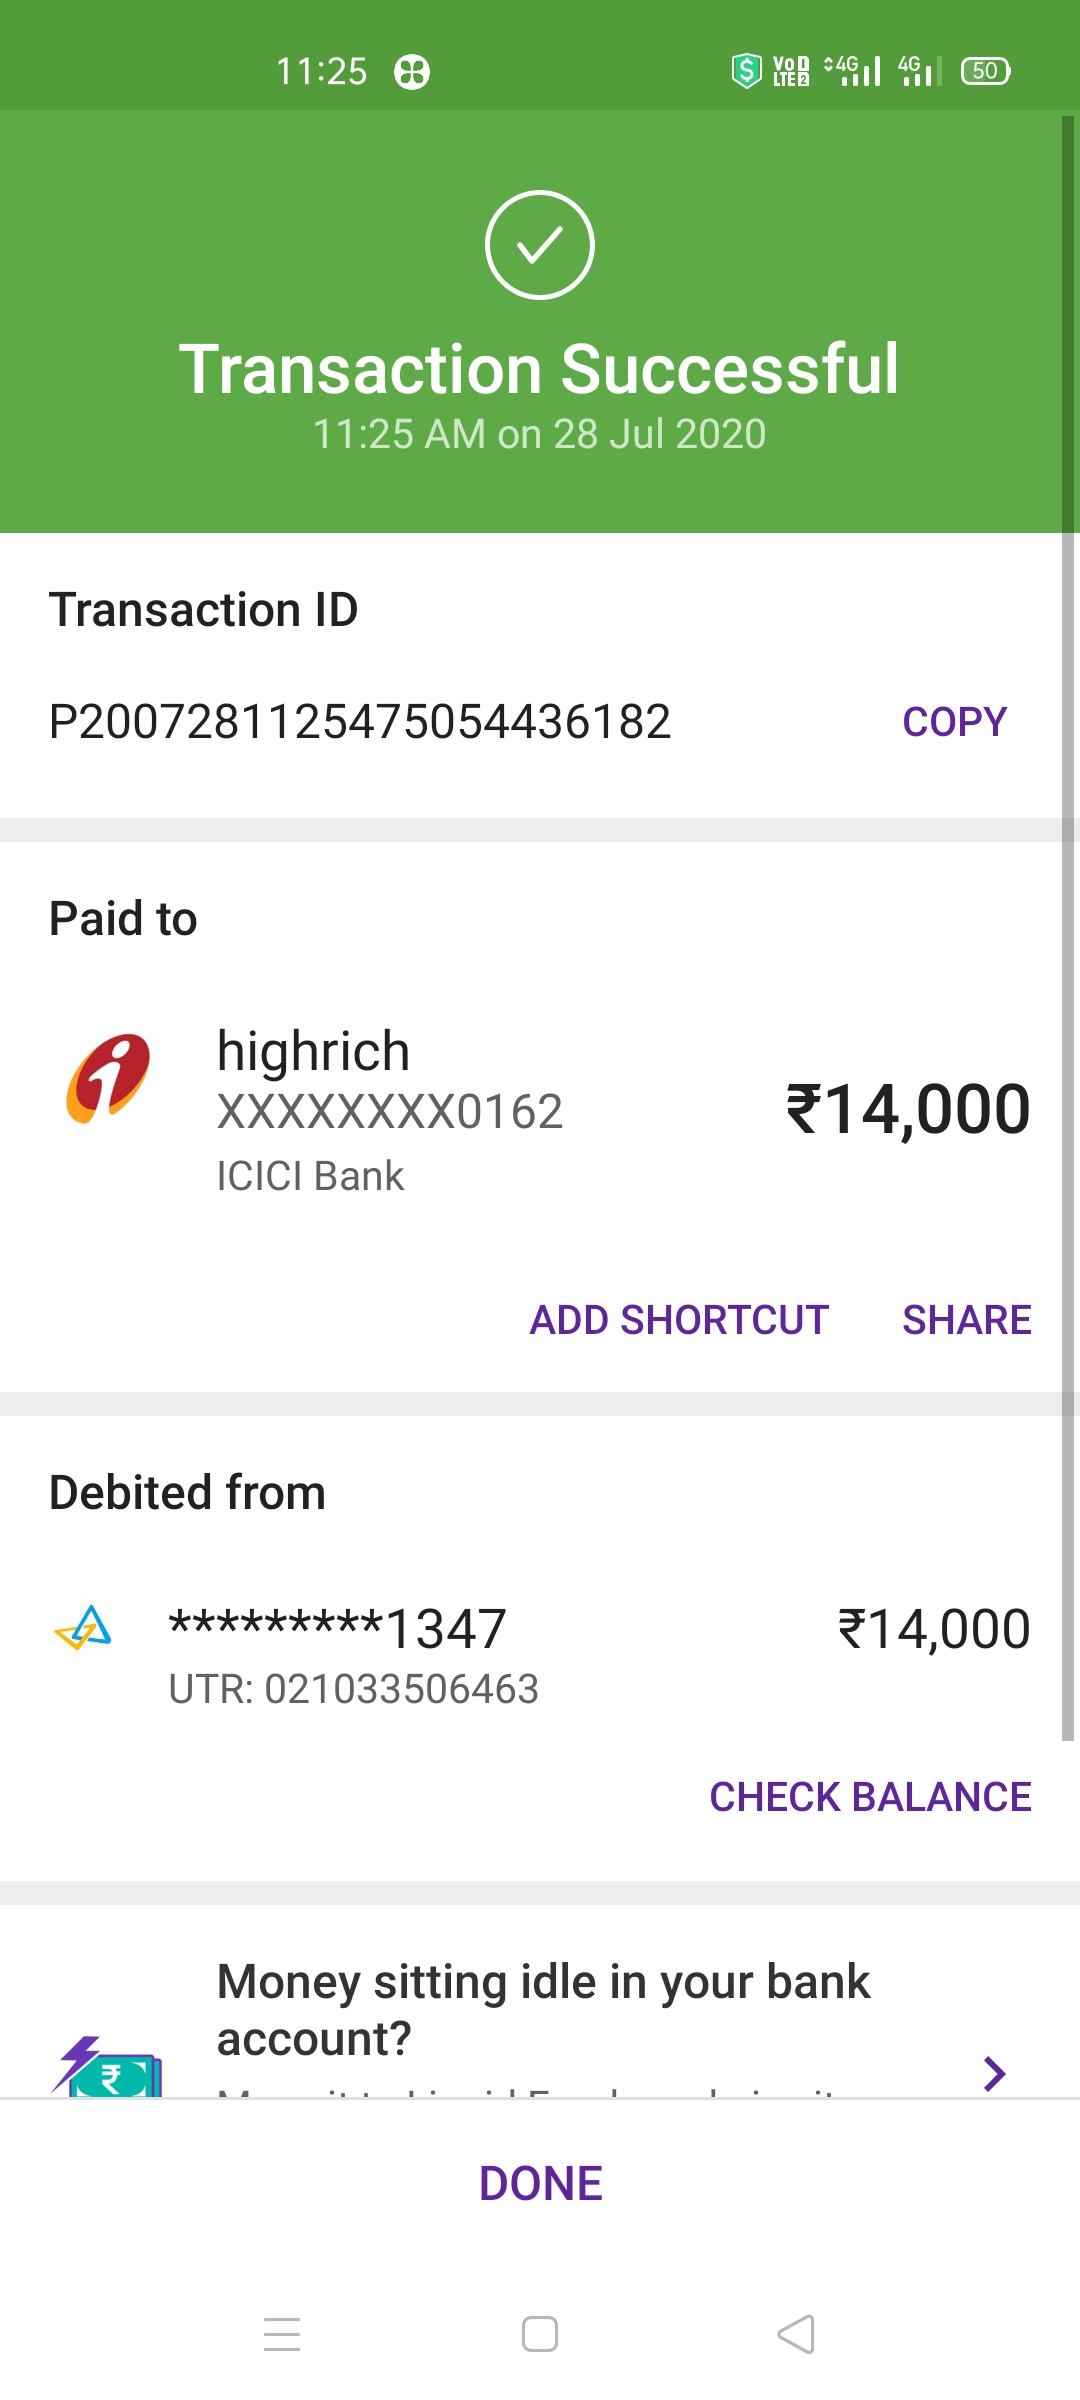 11:25
Vo 1
LTE 2
4G
4G
50
Transaction Successful
11:25 AM on 28 Jul 2020
Transaction ID
P2007281125475054436182
COPY
Paid to
highrich
XXXXXXXX0162
₹14,000
ICICI Bank
ADD SHORTCUT
SHARE
Debited from
*********1347
₹14,000
UTR: 021033506463
CHECK BALANCE
Money sitting idle in your bank
account?
DONE